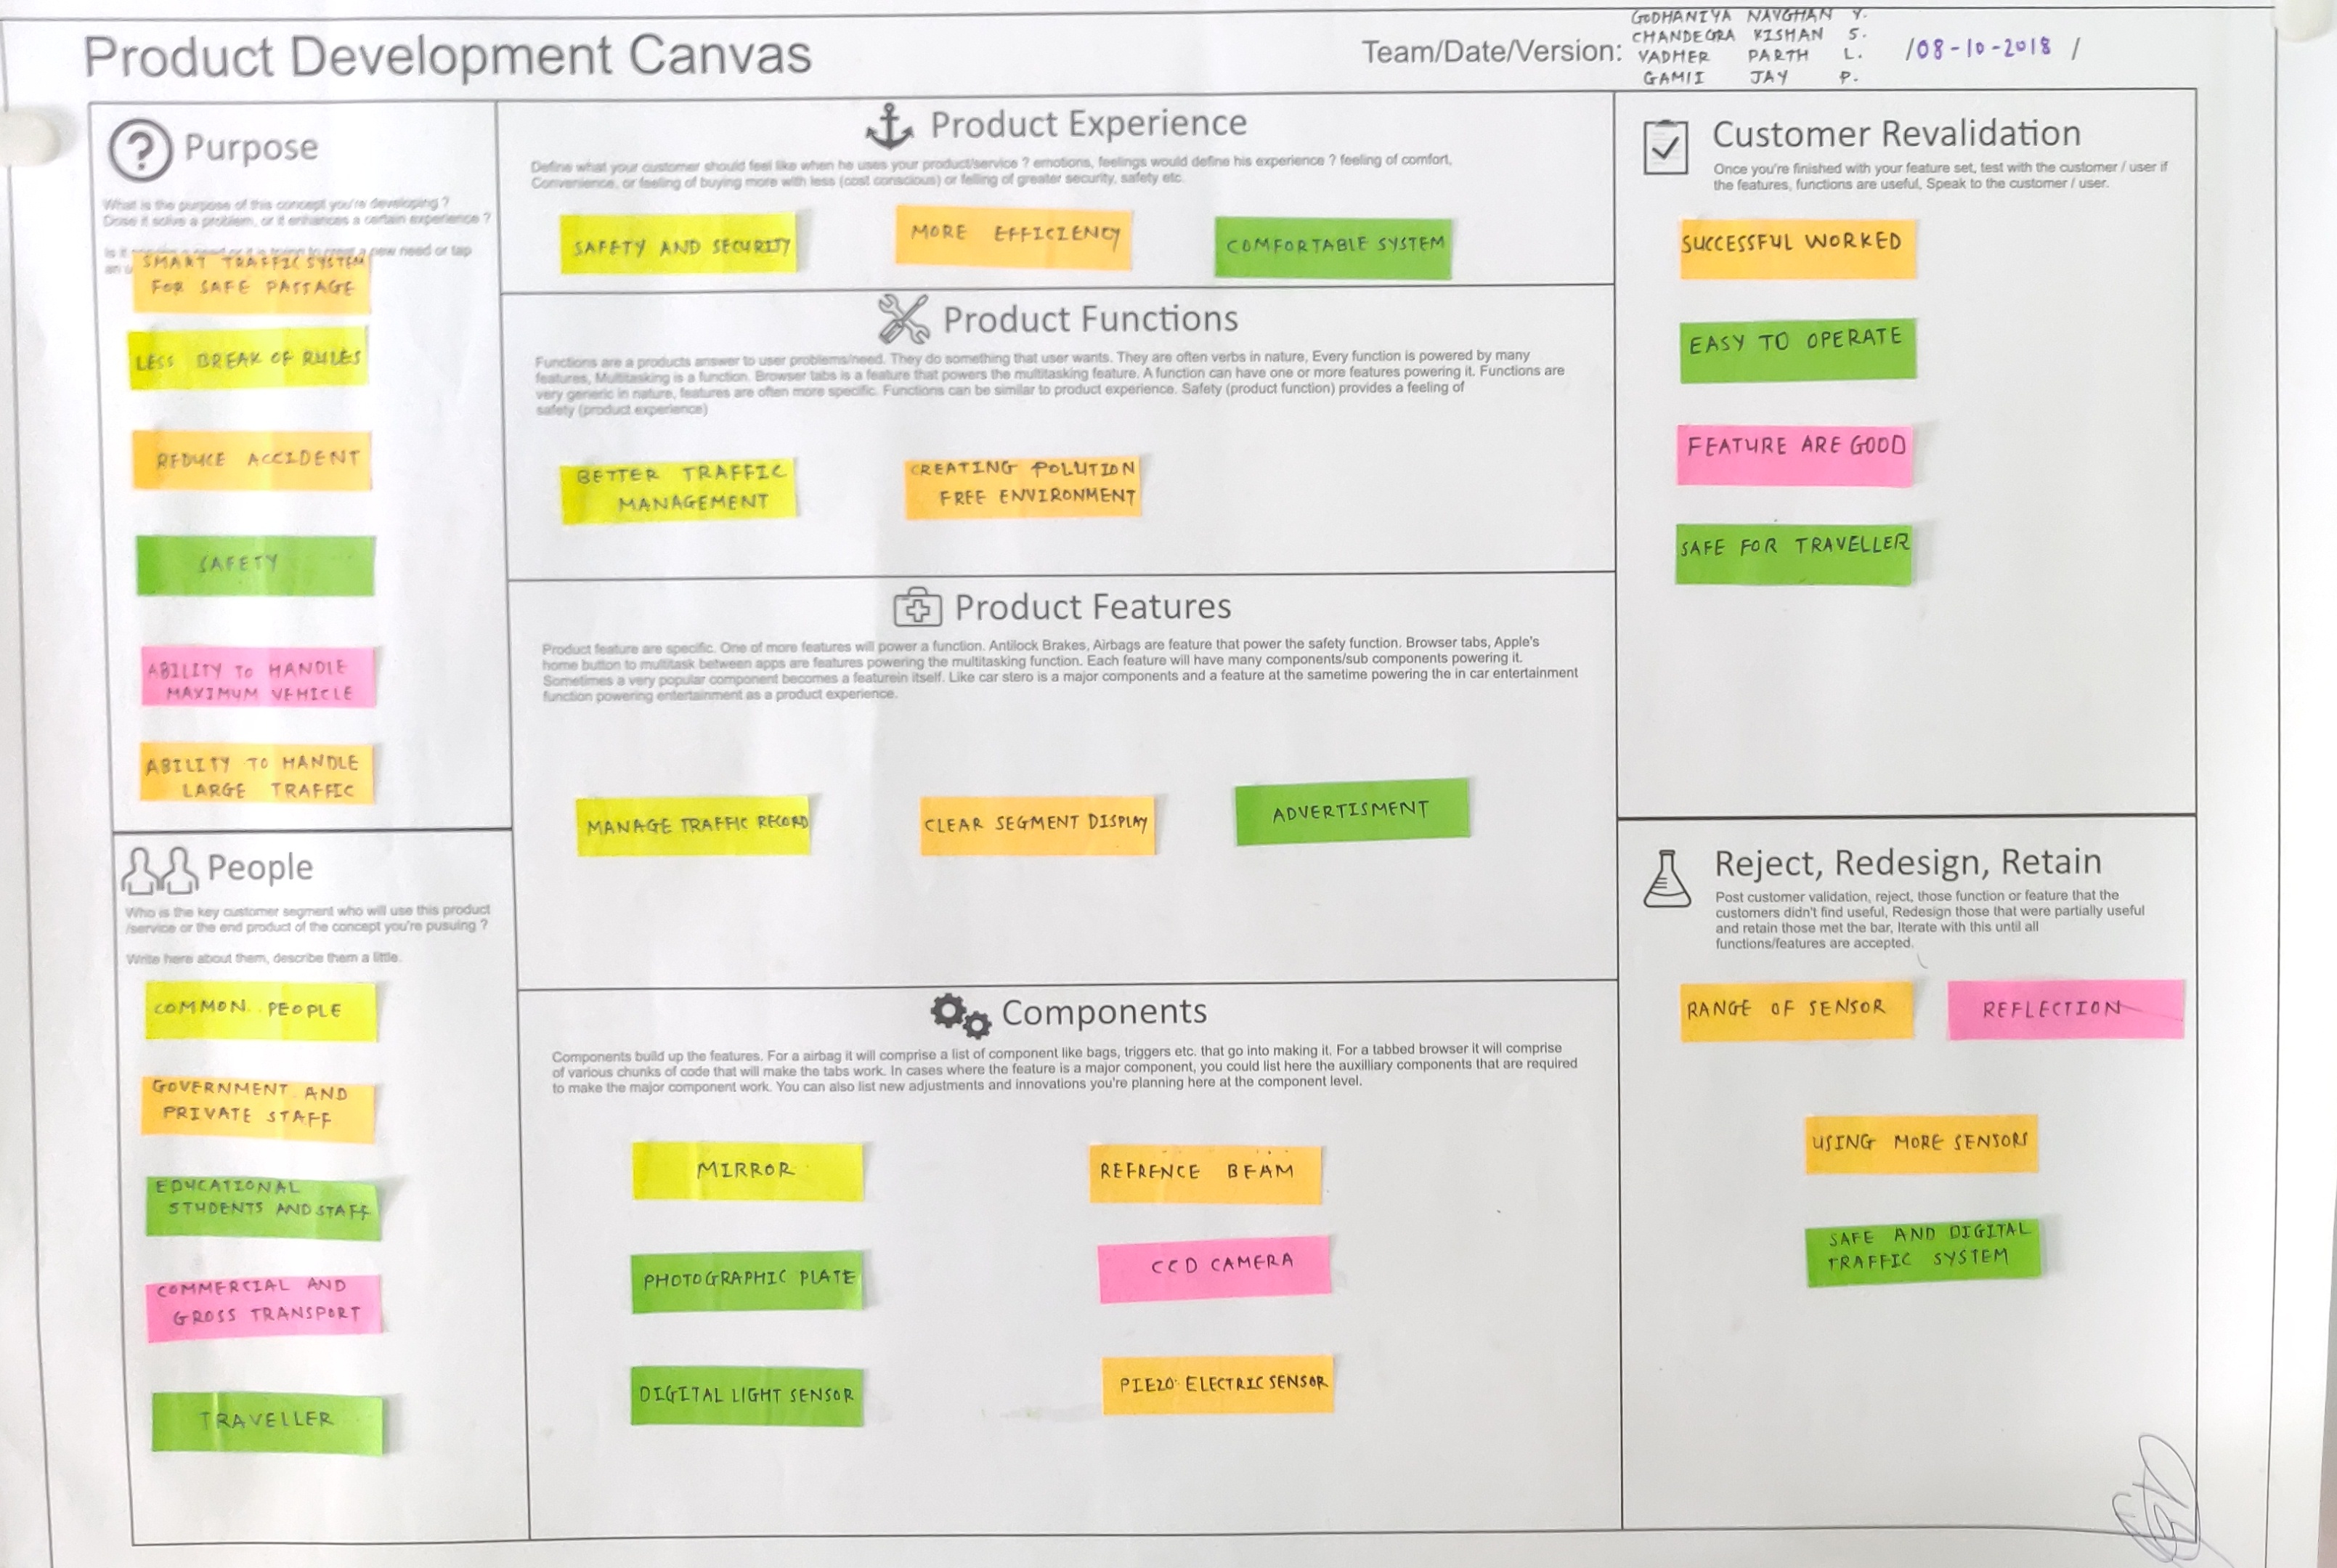 Product Development Canvas
Team/Date/Version:
GODHANIYA NAVGHAN Y.
CHANDEGRA KISHAN S.
VADHER PARTH L.
GAMII JAY P.
/08-10-2018 /
Purpose
What is the purpose of this concept you're developing ?
Dose it solve a problem, or it enhances a certain experience ?
Is it new need or tap
an
SMART TRAFFIC SYSTEM
FOR SAFE PASSAGE
LESS BREAK OF RULES
REDUCE ACCIDENT
SAFETY
ABILITY TO HANDLE
MAXIMUM VEHICLE
ABILITY TO HANDLE
LARGE TRAFFIC
People
Who is the key customer segment who will use this product
/service or the end product of the concept you're pusuing ?
Write here about them, describe them a little.
COMMON PEOPLE
GOVERNMENT AND
PRIVATE STAFF
EDUCATIONAL
STUDENTS AND STAFF
COMMERCIAL AND
GROSS TRANSPORT
TRAVELLER
Product Experience
Define what your customer should feel like when he uses your product/service ? emotions, feelings would define his experience ? feeling of comfort,
Convenience, or feeling of buying more with less (cost conscious) or felling of greater security, safety etc.
SAFETY AND SECURITY
MORE EFFICIENCY
COMFORTABLE SYSTEM
Product Functions
Functions are a products answer to user problems/need. They do something that user wants. They are often verbs in nature, Every function is powered by many
features, Multitasking is a function. Browser tabs is a feature that powers the multitasking feature. A function can have one or more features powering it. Functions are
very generic in nature, features are often more specific. Functions can be similar to product experience. Safety (product function) provides a feeling of
safety (product experience)
BETTER TRAFFIC
MANAGEMENT
CREATING POLUTION
FREE ENVIRONMENT
Product Features
Product feature are specific. One of more features will power a function. Antilock Brakes, Airbags are feature that power the safety function. Browser tabs, Apple's
home button to multitask between apps are features powering the multitasking function. Each feature will have many components/sub components powering it.
Sometimes a very popular component becomes a featurein itself. Like car stero is a major components and a feature at the sametime powering the in car entertainment
function powering entertainment as a product experience.
MANAGE TRAFFIC RECORD
CLEAR SEGMENT DISPLAY
ADVERTISMENT
Components
Components build up the features. For a airbag it will comprise a list of component like bags, triggers etc. that go into making it. For a tabbed browser it will comprise
of various chunks of code that will make the tabs work. In cases where the feature is a major component, you could list here the auxilliary components that are required
to make the major component work. You can also list new adjustments and innovations you're planning here at the component level.
MIRROR
REFRENCE BEAM
PHOTOGRAPHIC PLATE
CCD CAMERA
DIGITAL LIGHT SENSOR
PIEZO ELECTRIC SENSOR
Customer Revalidation
Once you're finished with your feature set, test with the customer / user if
the features, functions are useful, Speak to the customer / user.
SUCCESSFUL WORKED
EASY TO OPERATE
FEATURE ARE GOOD
SAFE FOR TRAVELLER
Reject, Redesign, Retain
Post customer validation, reject, those function or feature that the
customers didn't find useful, Redesign those that were partially useful
and retain those met the bar, Iterate with this until all
functions/features are accepted.
RANGE OF SENSOR
REFLECTION
USING MORE SENSORS
SAFE AND DIGITAL
TRAFFIC SYSTEM